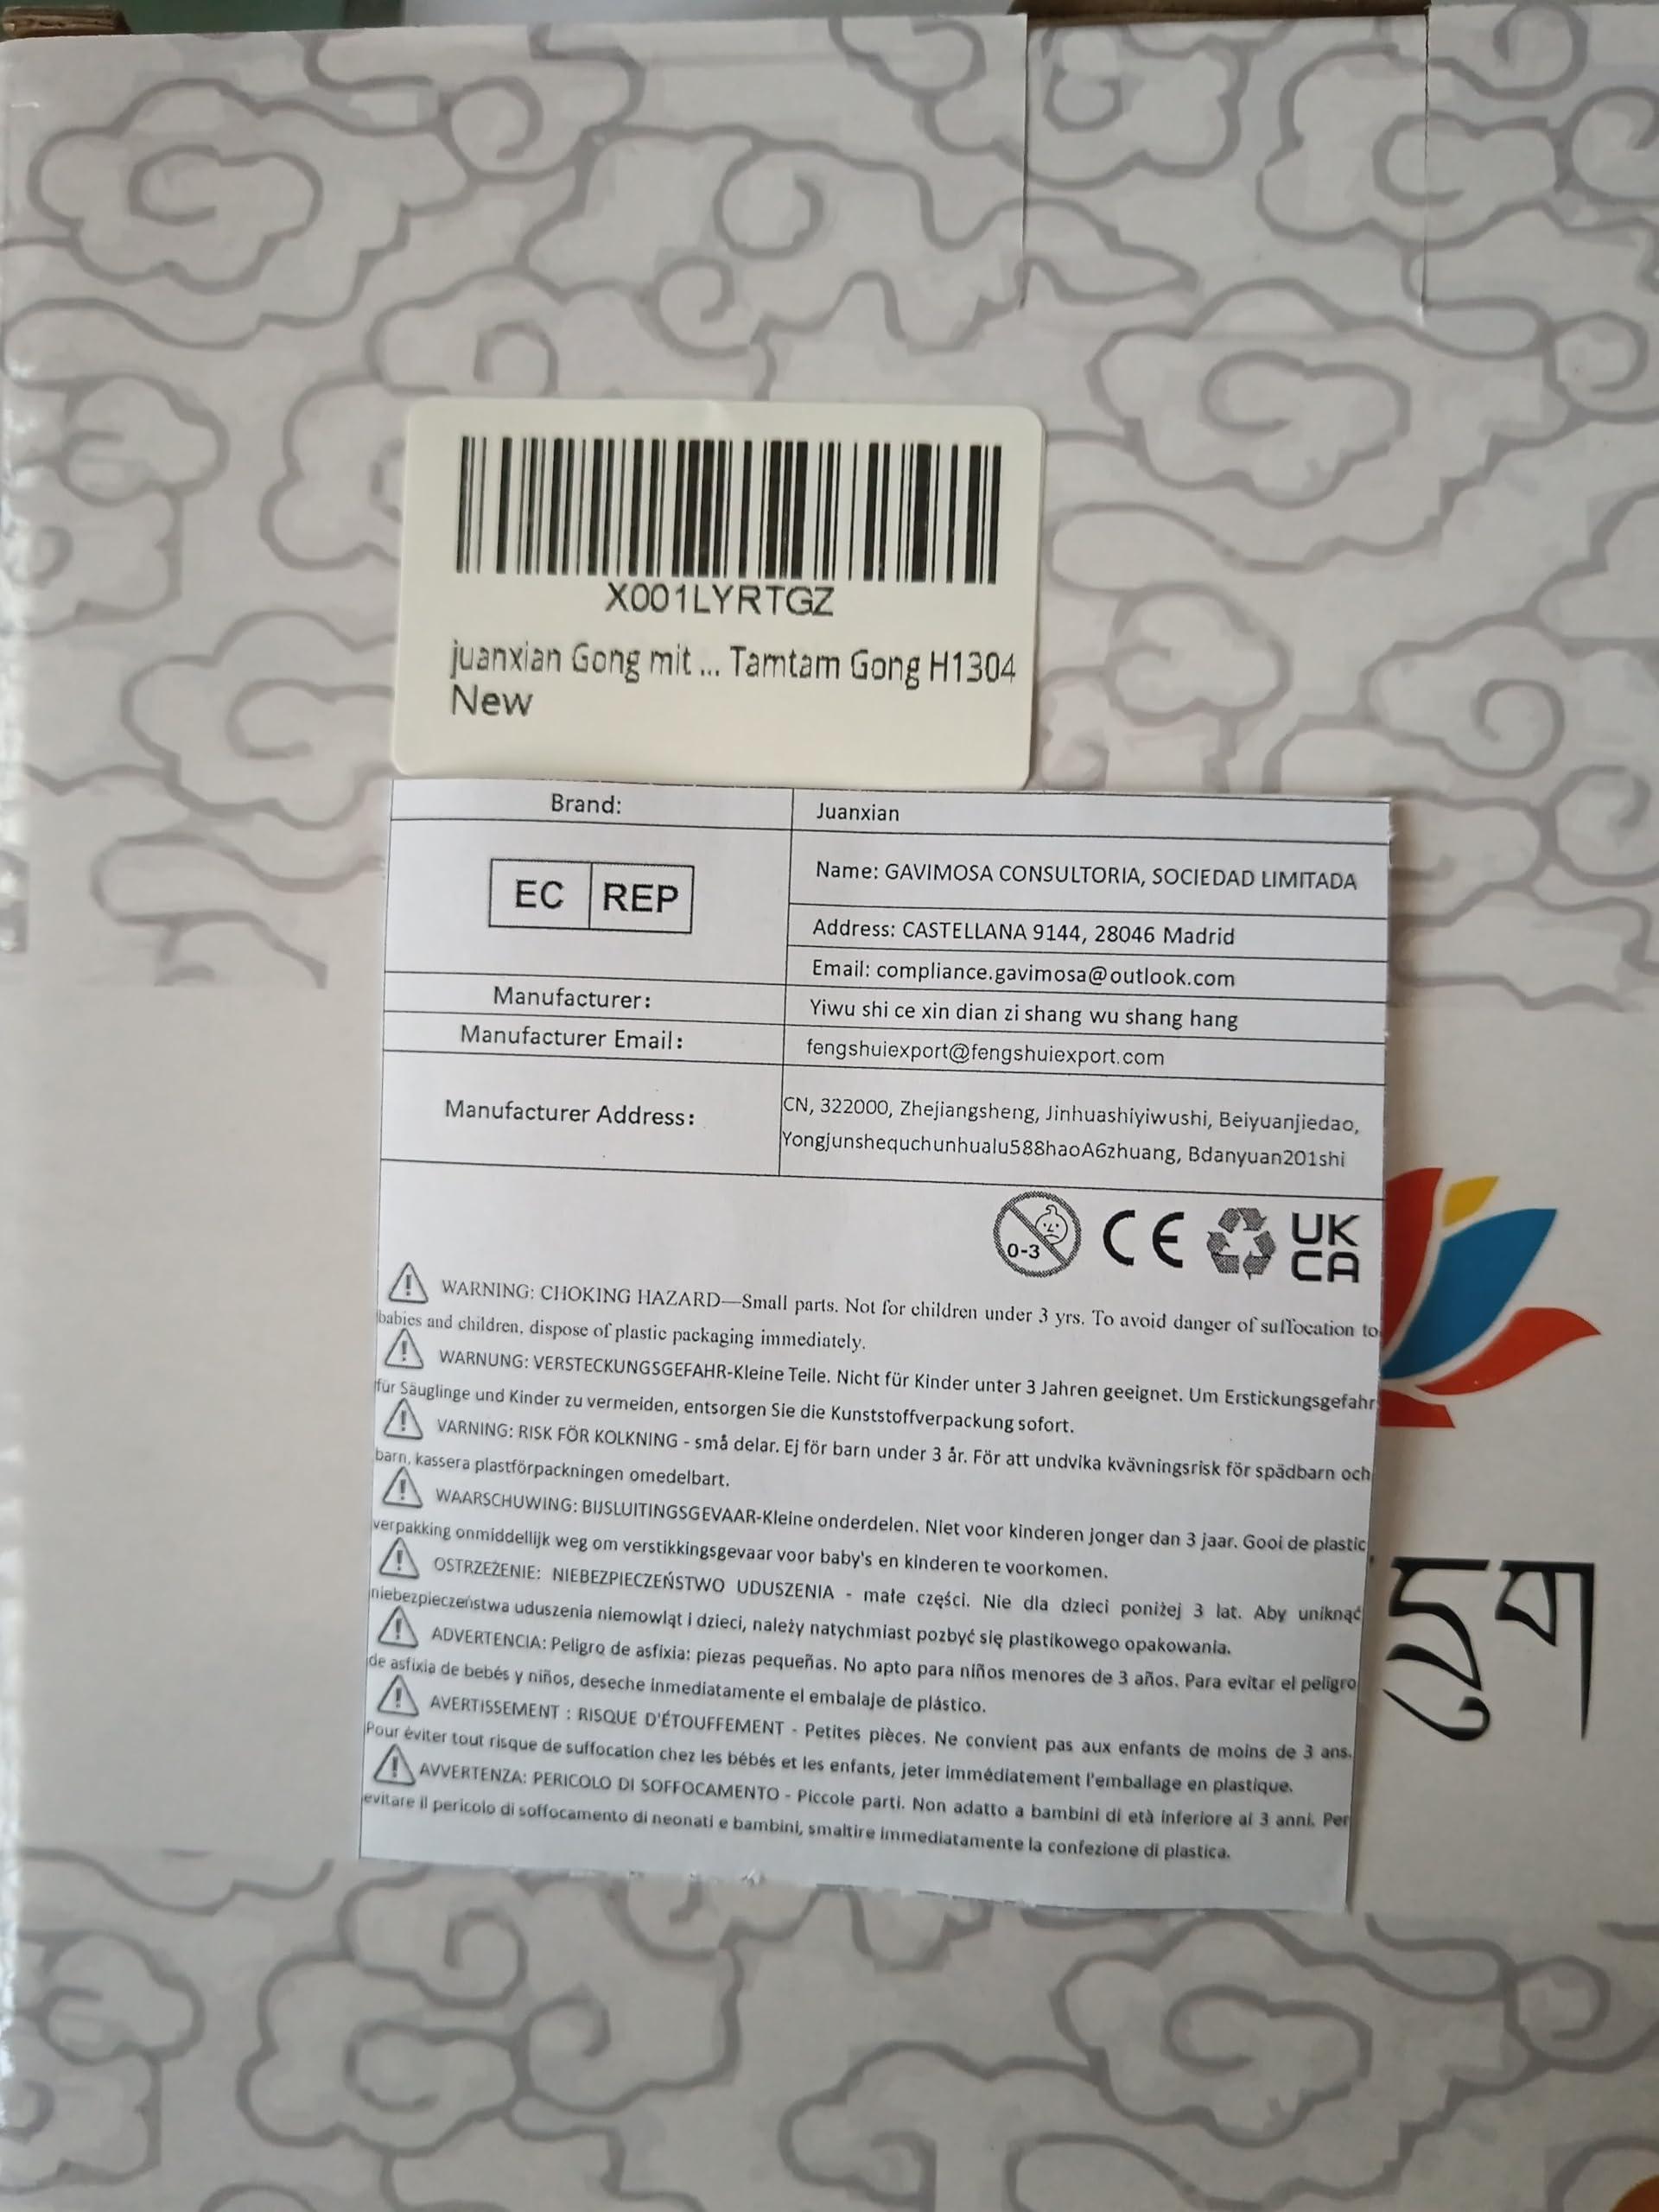 X001LYRTGZ
juanxian Gong mit ... Tamtam Gong H1304
New
Brand:
Juanxian
EC REP
Name: GAVIMOSA CONSULTORIA, SOCIEDAD LIMITADA
Address: CASTELLANA 9144, 28046 Madrid
Email: compliance.gavimosa@outlook.com
Manufacturer:
Yiwu shi ce xin dian zi shang wu shang hang
Manufacturer Email:
fengshuiexport@fengshuiexport.com
Manufacturer Address:
CN, 322000, Zhejiangsheng, Jinhuashiyiwushi, Beiyuanjiedao,
Yongjunshequchunhualu588haoA6zhuang, Bdanyuan201shi
0-3
CE
UK
CA
WARNING: CHOKING HAZARD—Small parts. Not for children under 3 yrs. To avoid danger of suffocation to
babies and children, dispose of plastic packaging immediately.
WARNUNG: VERSTECKUNGSGEFAHR-Kleine Teile. Nicht für Kinder unter 3 Jahren geeignet. Um Erstickungsgefahr
für Säuglinge und Kinder zu vermeiden, entsorgen Sie die Kunststoffverpackung sofort.
VARNING: RISK FÖR KOLKNING - små delar. Ej för barn under 3 år. För att undvika kvävningsrisk för spädbarn och
barn, kassera plastförpackningen omedelbart.
WAARSCHUWING: BIJSLUITINGSGEVAAR-Kleine onderdelen. Niet voor kinderen jonger dan 3 jaar. Gooi de plastic
verpakking onmiddellijk weg om verstikkingsgevaar voor baby's en kinderen te voorkomen.
OSTRZEŻENIE: NIEBEZPIECZEŃSTWO UDUSZENIA - małe części. Nie dla dzieci poniżej 3 lat. Aby uniknąć
niebezpieczeństwa uduszenia niemowląt i dzieci, należy natychmiast pozbyć się plastikowego opakowania.
ADVERTENCIA: Peligro de asfixia: piezas pequeñas. No apto para niños menores de 3 años. Para evitar el peligro
de asfixia de bebés y niños, deseche inmediatamente el embalaje de plástico.
AVERTISSEMENT : RISQUE D'ÉTOUFFEMENT - Petites pièces. Ne convient pas aux enfants de moins de 3 ans.
Pour éviter tout risque de suffocation chez les bébés et les enfants, jeter immédiatement l'emballage en plastique.
AVVERTENZA: PERICOLO DI SOFFOCAMENTO - Piccole parti. Non adatto a bambini di età inferiore ai 3 anni. Per
evitare il pericolo di soffocamento di neonati e bambini, smaltire immediatamente la confezione di plastica.